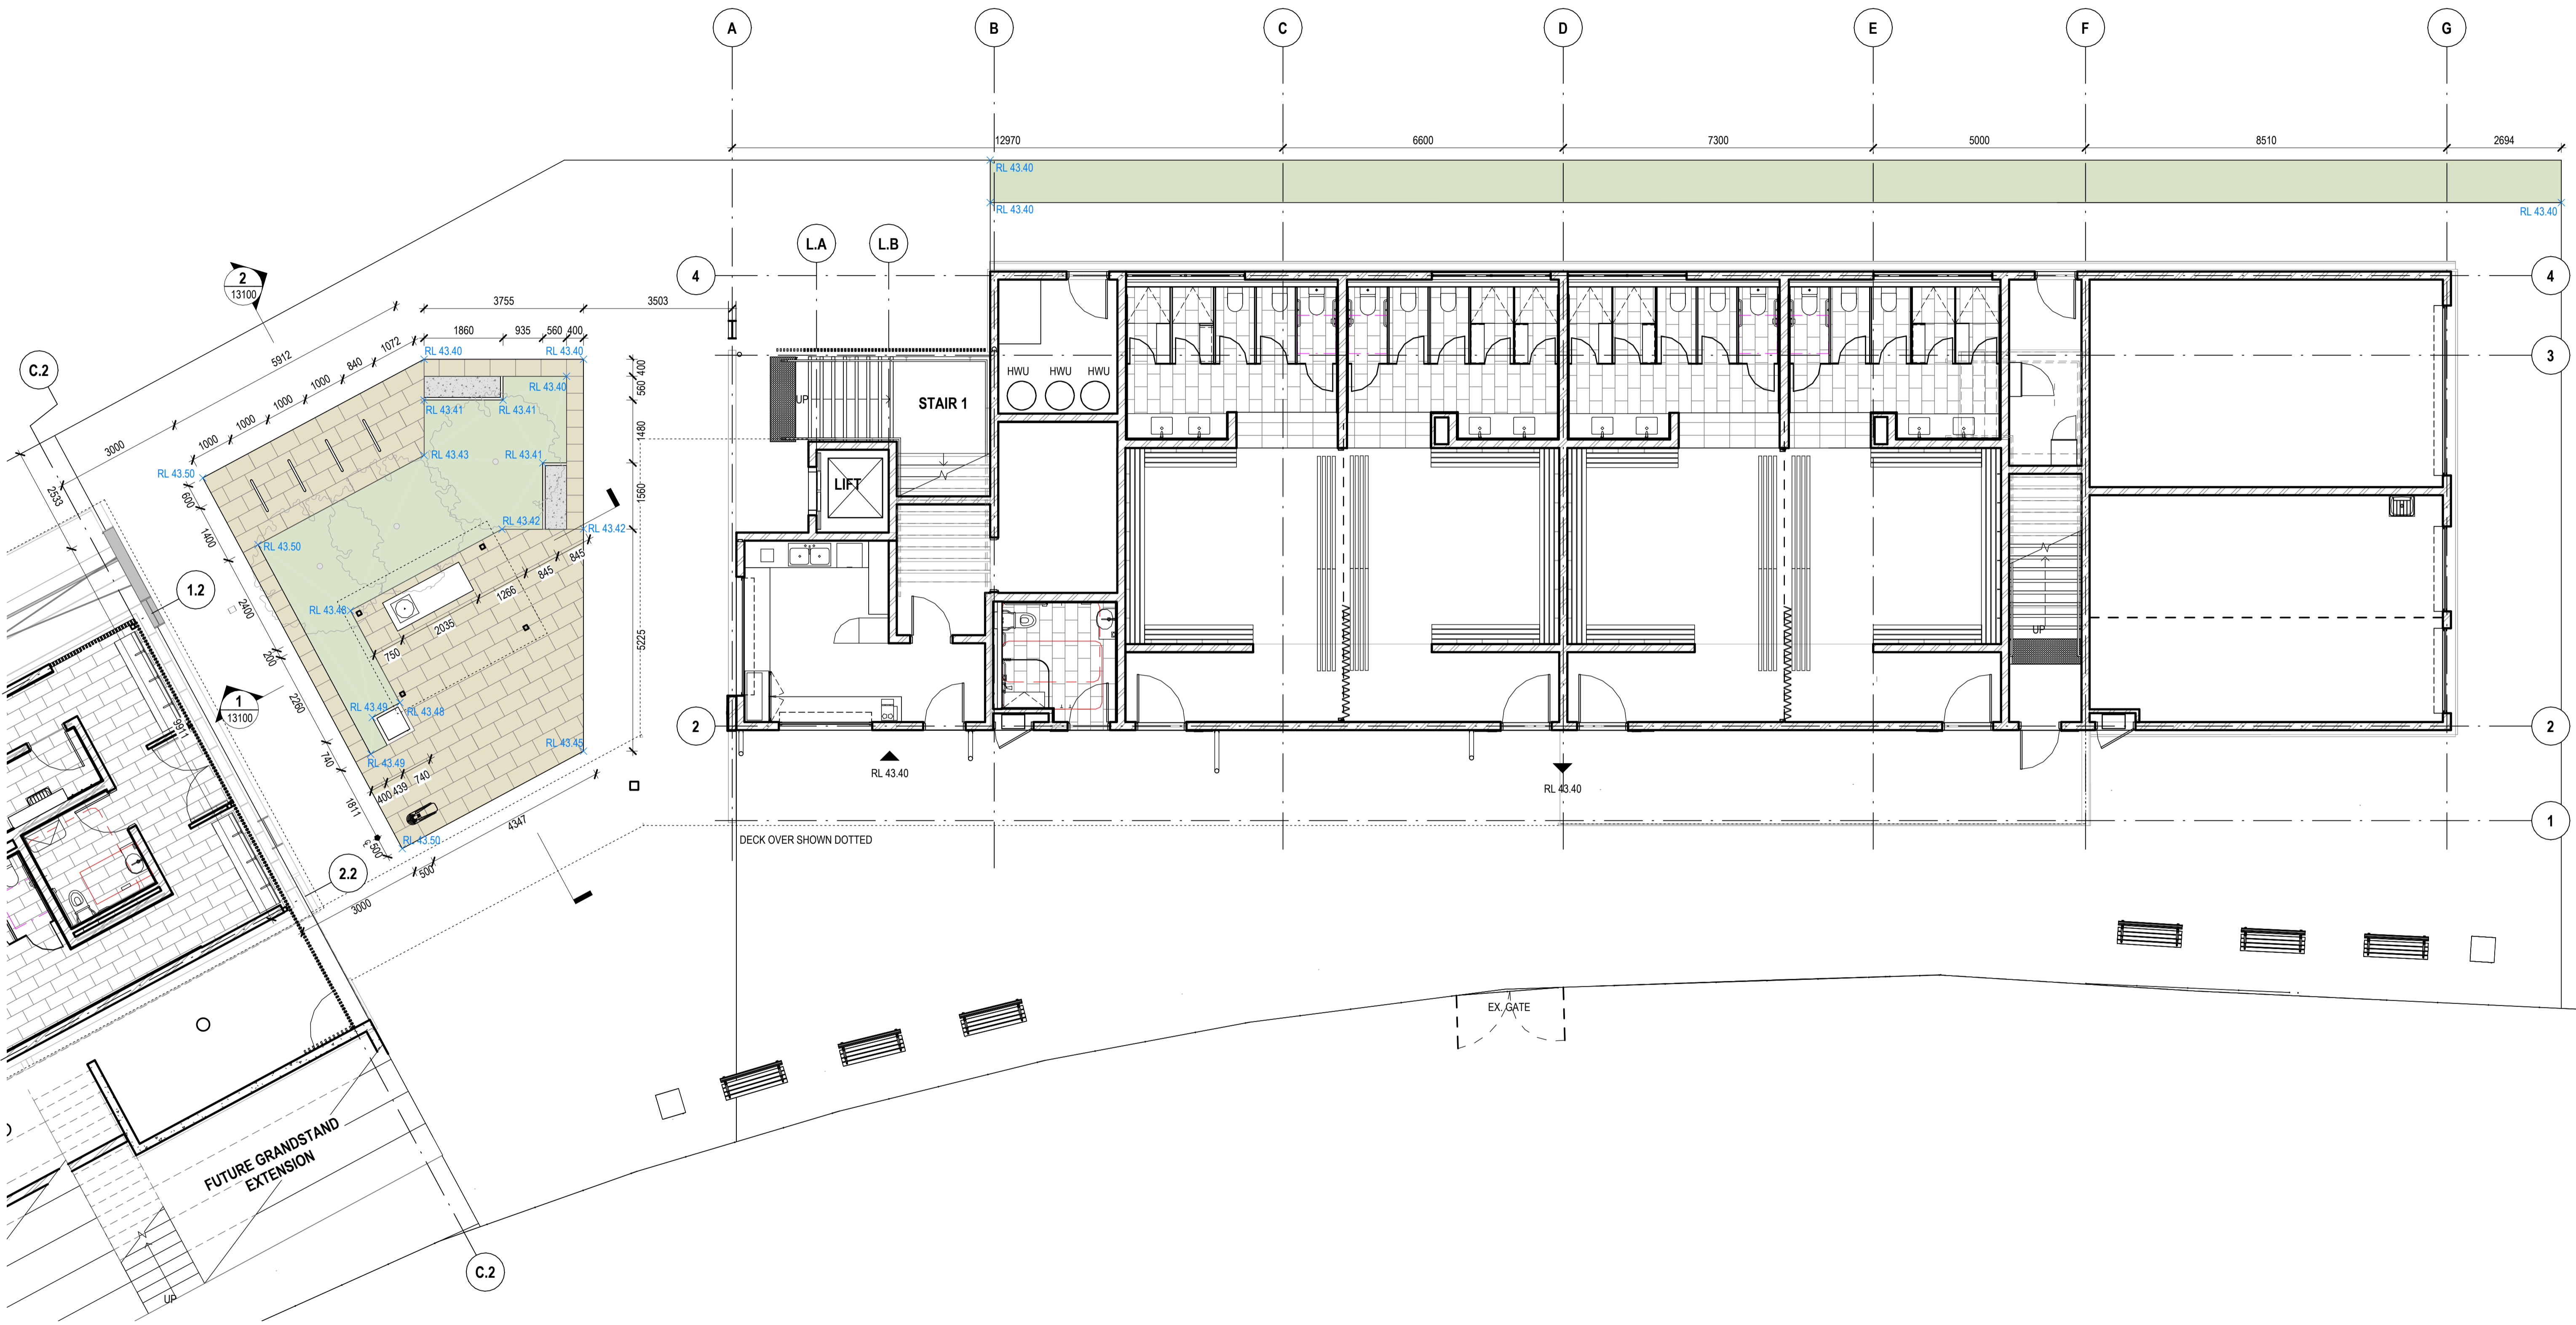 A
B
C
D
E
F
G
12970
6600
7300
5000
8510
2694
RL 43.40
RL 43.40
RL 43.40
L.A
L.B
4
4
2
13100
3755
3503
1860
935
560
400
5912
1072
840
1000
1000
1000
1000
3000
C.2
RL 43.40
RL 43.40
RL 43.40
400
560
3
HWU
HWU
HWU
UP
STAIR 1
RL 43.41
RL 43.41
1480
RL 43.43
RL 43.41
RL 43.50
LIFT
2533
600
1560
1400
RL 43.42
RL 43.42
RL 43.50
845
845
1266
1.2
2400
RL 43.48
2035
5225
UP
200
750
1
13100
2260
RL 43.49
RL 43.48
9911
2
2
RL 43.45
740
RL 43.49
740
439
400
RL 43.40
RL 43.40
1811
4347
1
RL 43.50
500
DECK OVER SHOWN DOTTED
2.2
500
3000
EX. GATE
FUTURE GRANDSTAND
EXTENSION
C.2
UP